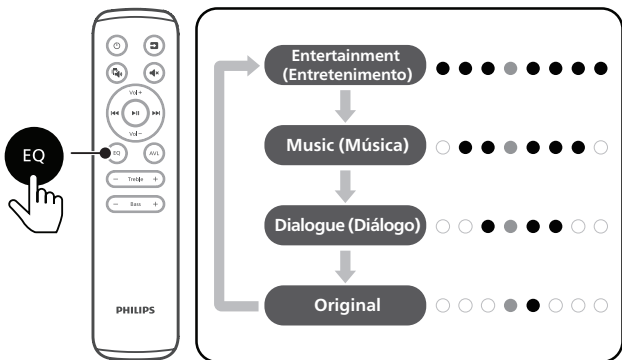 EQ
Vol +
Vol −
EQ
AVL
− Treble +
− Bass +
PHILIPS
Entertainment
(Entretenimento)
Music (Música)
Dialogue (Diálogo)
Original